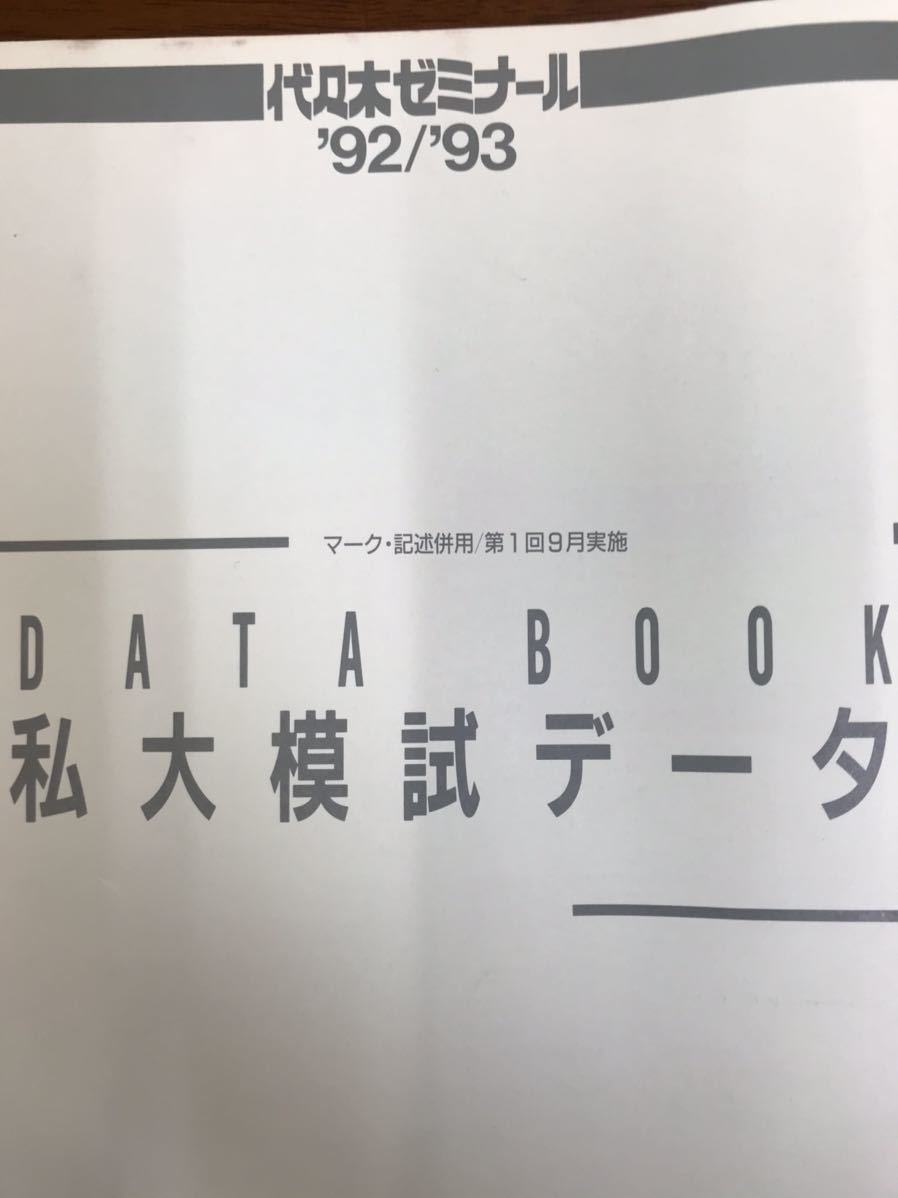 代々木ゼミナール
’92/’93
マーク・記述併用/第1回9月実施
DATA BOOK
私大模試データ